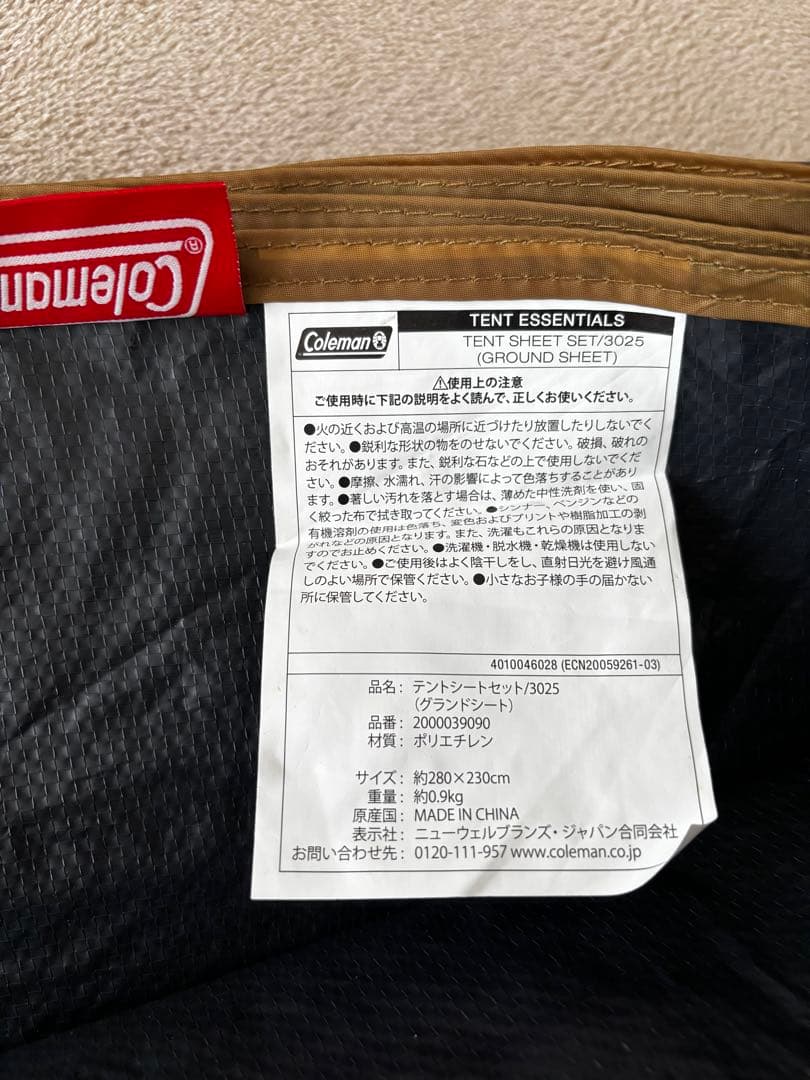 Coleman®
Coleman
TENT ESSENTIALS
TENT SHEET SET/3025
(GROUND SHEET)
⚠使用上の注意
ご使用時に下記の説明をよく読んで、正しくお使いください。
●火の近くおよび高温の場所に近づけたり放置したりしないでく
ださい。●鋭利な形状の物をのせないでください。破損、破れの
おそれがあります。また、鋭利な石などの上で使用しないでくだ
さい。●摩擦、水濡れ、汗の影響によって色落ちすることがあり
ます。●著しい汚れを落とす場合は、薄めた中性洗剤を使い、固
く絞った布で拭き取ってください。●シンナー、ベンジンなどの
有機溶剤の使用は色落ち、変色およびプリントや樹脂加工の剥
がれなどの原因となります。また、洗濯もこれらの原因となりま
すのでお止めください。●洗濯機・脱水機・乾燥機は使用しない
でください。●ご使用後はよく陰干しをし、直射日光を避け風通
しのよい場所で保管ください。●小さなお子様の手の届かない
所に保管してください。
4010046028 (ECN20059261-03)
品名：テントシートセット/3025
（グランドシート）
品番：2000039090
材質：ポリエチレン
サイズ：約280×230cm
重量：約0.9kg
原産国：MADE IN CHINA
表示社：ニューウェルブランズ・ジャパン合同会社
お問い合わせ先：0120-111-957 www.coleman.co.jp